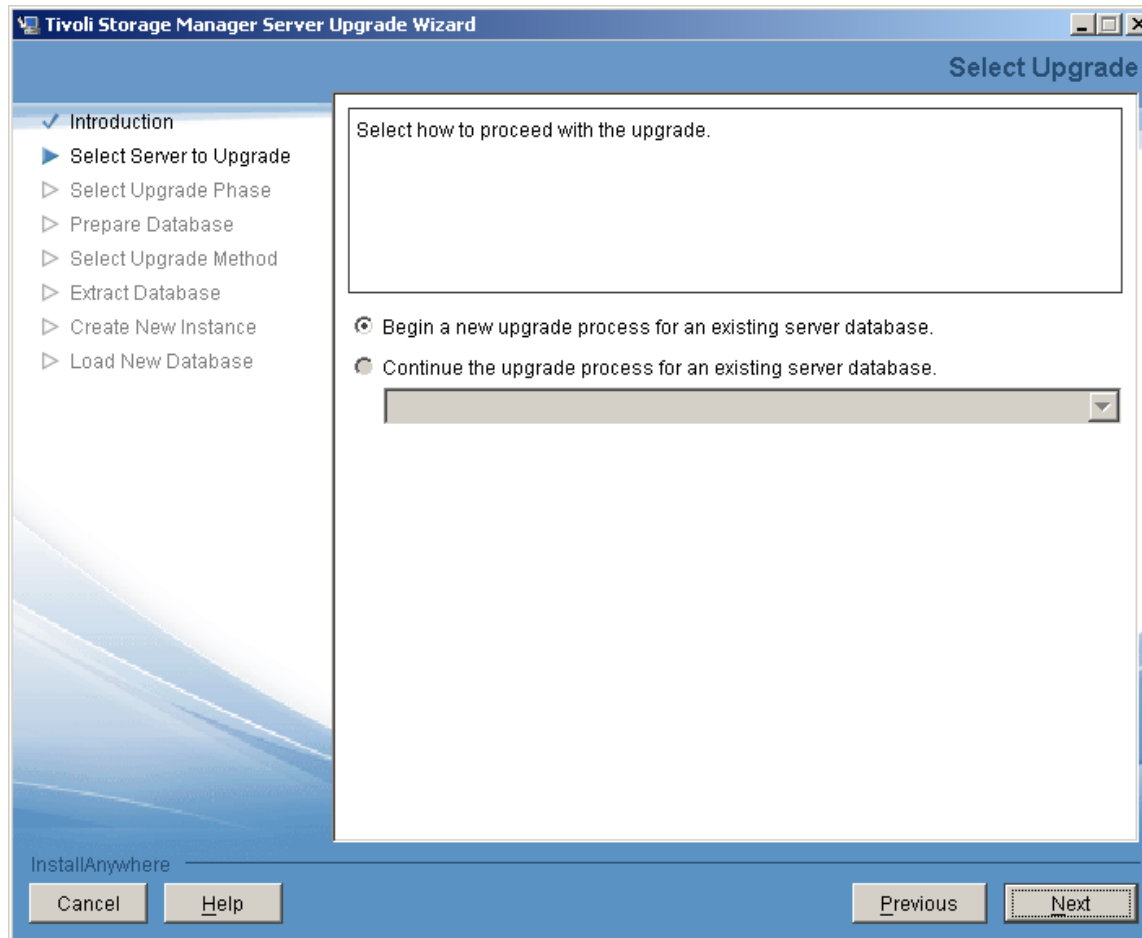 Tivoli Storage Manager Server Upgrade Wizard
Select Upgrade
Introduction
Select Server to Upgrade
Select Upgrade Phase
Prepare Database
Select Upgrade Method
Extract Database
Create New Instance
Load New Database
Select how to proceed with the upgrade.
Begin a new upgrade process for an existing server database.
Continue the upgrade process for an existing server database.
InstallAnywhere
Cancel
Help
Previous
Next